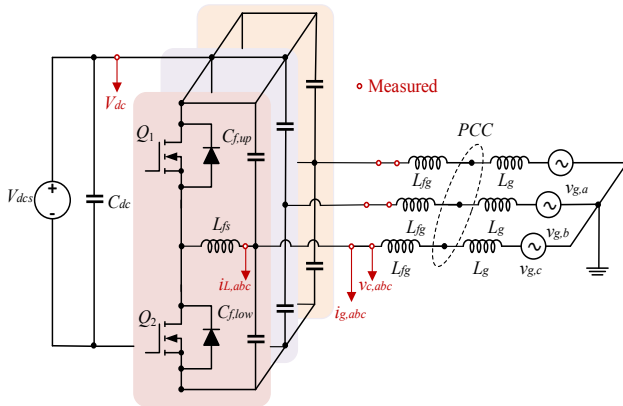 Measured
V_dc
Q_1
C_f,up
PCC
L_fg
L_g
v_g,a
V_dcs
+
-
C_dc
L_fs
L_fg
L_g
v_g,b
i_L,abc
v_c,abc
L_fg
L_g
v_g,c
i_g,abc
Q_2
C_f,low